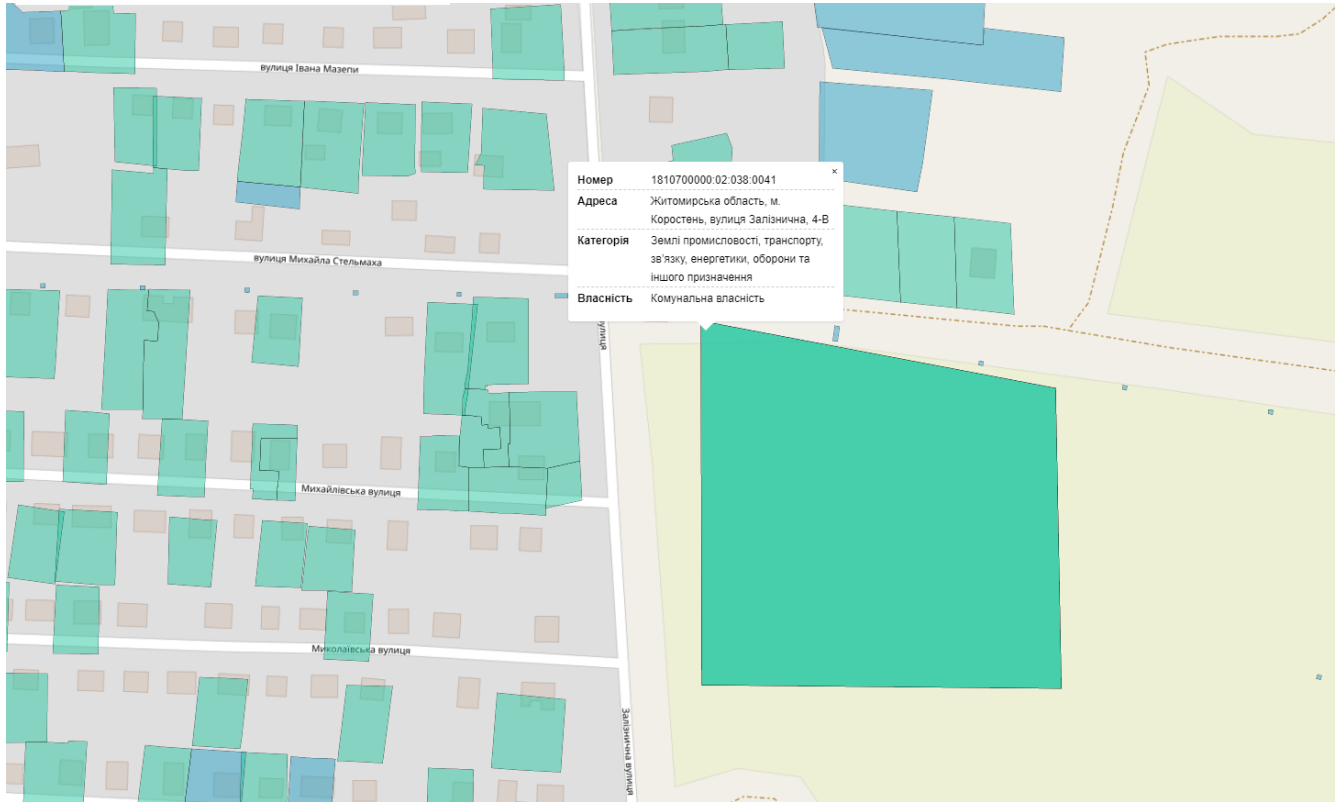 вулиця Івана Мазепи
×
Номер 1810700000:02:038:0041
Адреса Житомирська область, м.
Коростень, вулиця Залізнична, 4-В
Категорія Землі промисловості, транспорту,
зв'язку, енергетики, оборони та
іншого призначення
Власність Комунальна власність
вулиця Михайла Стельмаха
вулиця
Михайлівська вулиця
Миколаївська вулиця
Залізнична вулиця